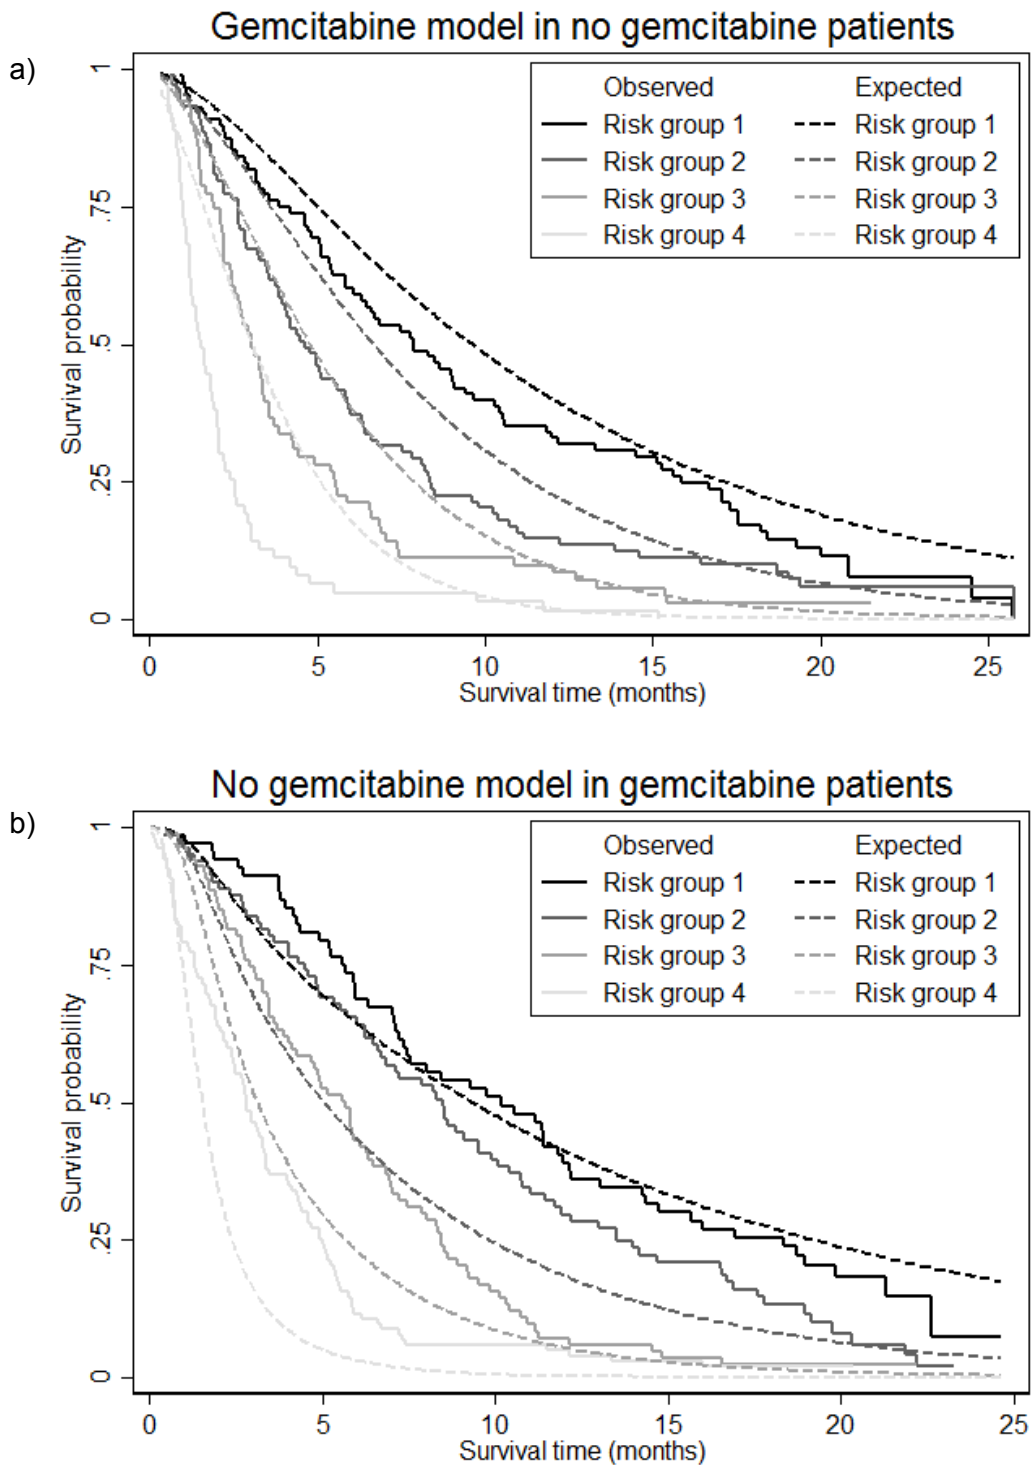 Gemcitabine model in no gemcitabine patients
a)
Observed Expected
Risk group 1 Risk group 1
Risk group 2 Risk group 2
Risk group 3 Risk group 3
Risk group 4 Risk group 4
Survival probability
1
.75
.5
.25
0
0 5 10 15 20 25
Survival time (months)
No gemcitabine model in gemcitabine patients
b)
Observed Expected
Risk group 1 Risk group 1
Risk group 2 Risk group 2
Risk group 3 Risk group 3
Risk group 4 Risk group 4
Survival probability
1
.75
.5
.25
0
0 5 10 15 20 25
Survival time (months)